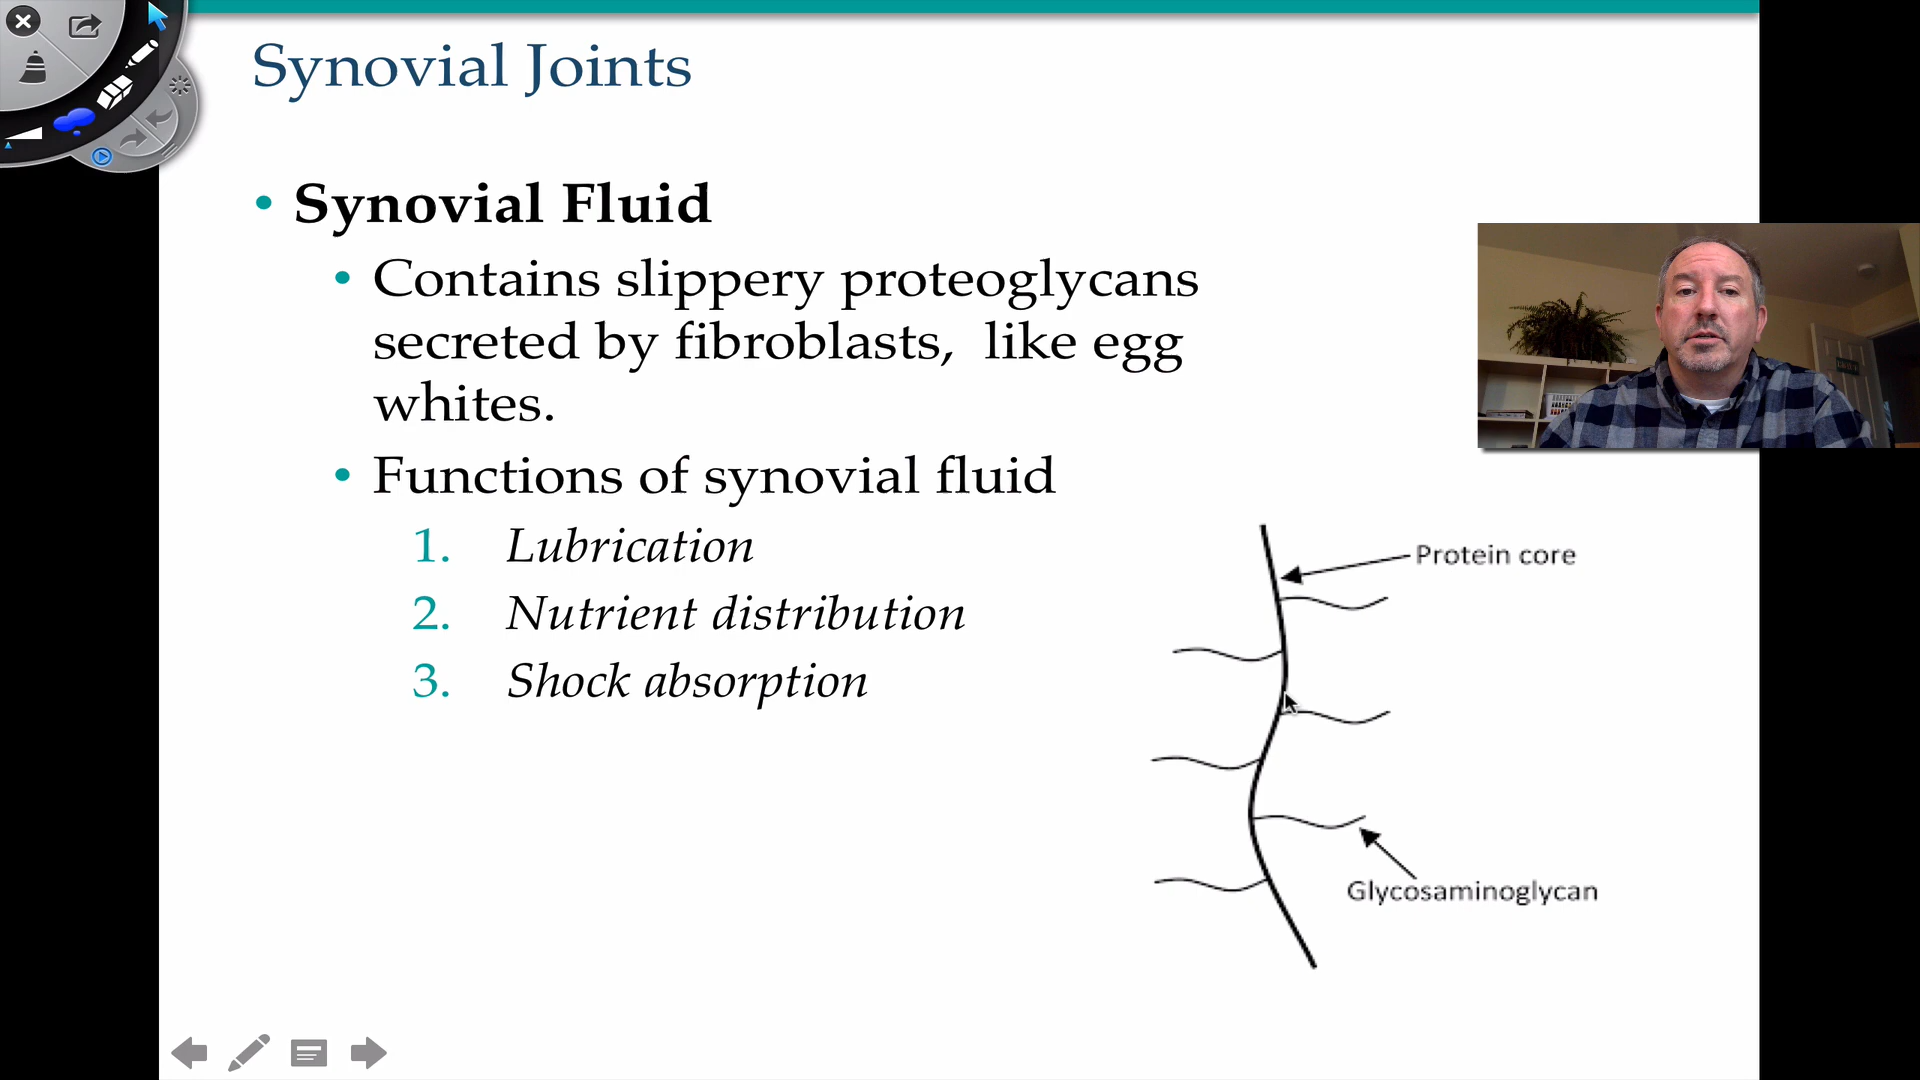 Synovial Joints
• Synovial Fluid
• Contains slippery proteoglycans
secreted by fibroblasts,  like egg
whites.
• Functions of synovial fluid
1. Lubrication
2. Nutrient distribution
3. Shock absorption
Protein core
Glycosaminoglycan